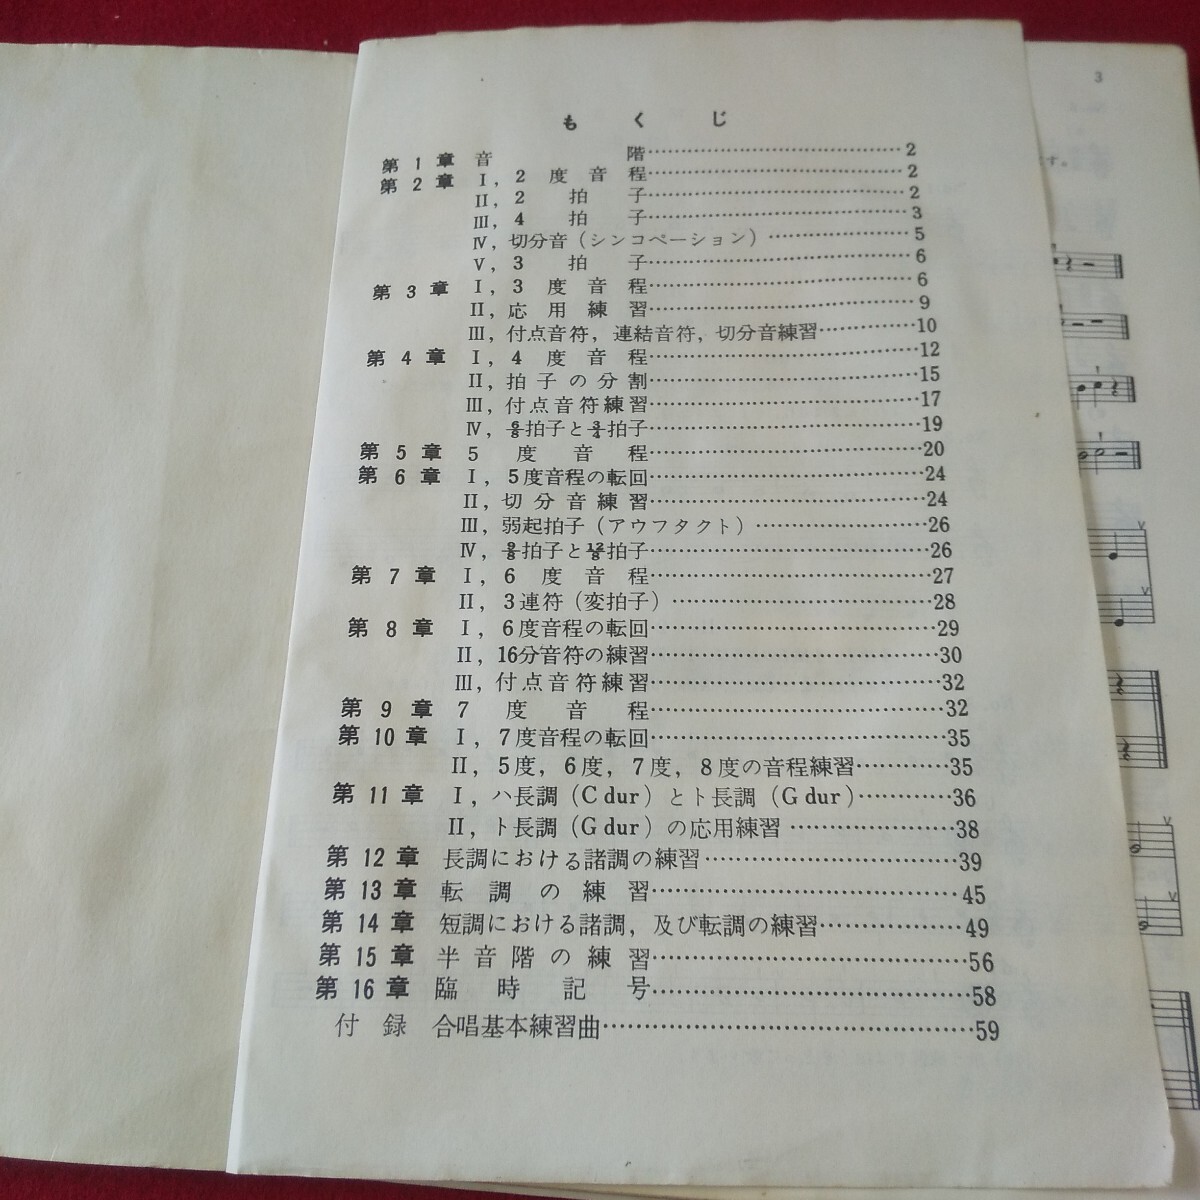 3
す。
もくじ
第1章 音階……2
第2章 Ⅰ, 2度音程……2
Ⅱ, 2拍子……2
Ⅲ, 4拍子……3
Ⅳ, 切分音(シンコペーション)……5
Ⅴ, 3拍子……6
第3章 Ⅰ, 3度音程……6
Ⅱ, 応用練習……9
Ⅲ, 付点音符, 連結音符, 切分音練習……10
第4章 Ⅰ, 4度音程……12
Ⅱ, 拍子の分割……15
Ⅲ, 付点音符練習……17
Ⅳ, 6/8拍子と3/4拍子……19
第5章 5度音程……20
第6章 Ⅰ, 5度音程の転回……24
Ⅱ, 切分音練習……24
Ⅲ, 弱起拍子(アウフタクト)……26
Ⅳ, 9/8拍子と12/8拍子……26
第7章 Ⅰ, 6度音程……27
Ⅱ, 3連符(変拍子)……28
第8章 Ⅰ, 6度音程の転回……29
Ⅱ, 16分音符の練習……30
Ⅲ, 付点音符練習……32
第9章 7度音程……32
第10章 Ⅰ, 7度音程の転回……35
Ⅱ, 5度, 6度, 7度, 8度の音程練習……35
第11章 Ⅰ, ハ長調(C dur)とト長調(G dur)……36
Ⅱ, ト長調(G dur)の応用練習……38
第12章 長調における諸調の練習……39
第13章 転調の練習……45
第14章 短調における諸調, 及び転調の練習……49
第15章 半音階の練習……56
第16章 臨時記号……58
付録 合唱基本練習曲……59